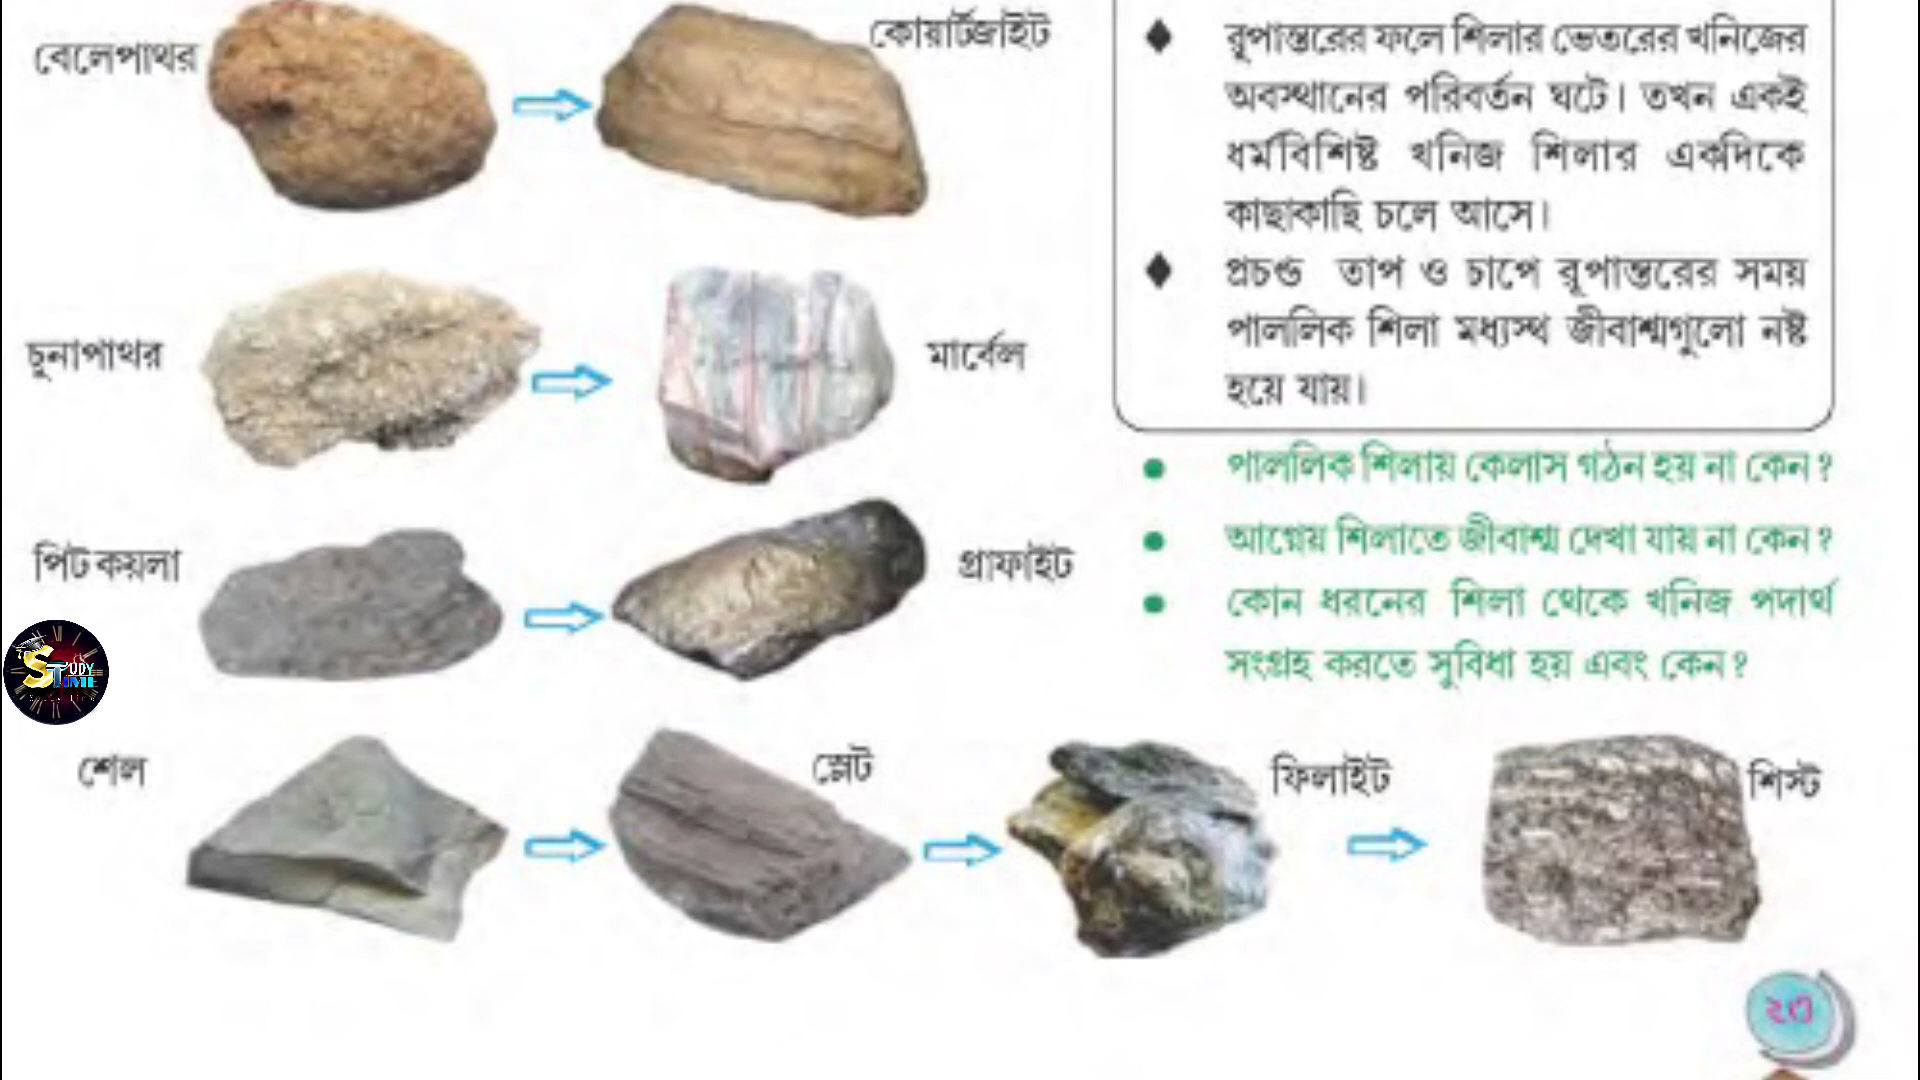 বেলেপাথর
কোয়ার্টজাইট
চুনাপাথর
মার্বেল
পিট কয়লা
গ্রাফাইট
শেল
স্লেট
ফিলাইট
শিস্ট
রূপান্তরের ফলে শিলার ভেতরের খনিজের
অবস্থানের পরিবর্তন ঘটে। তখন একই
ধর্মবিশিষ্ট খনিজ শিলার একদিকে
কাছাকাছি চলে আসে।
প্রচণ্ড তাপ ও চাপে রূপান্তরের সময়
পাললিক শিলা মধ্যস্থ জীবাশ্মগুলো নষ্ট
হয়ে যায়।
পাললিক শিলায় কেলাস গঠন হয় না কেন?
আগ্নেয় শিলাতে জীবাশ্ম দেখা যায় না কেন?
কোন ধরনের শিলা থেকে খনিজ পদার্থ
সংগ্রহ করতে সুবিধা হয় এবং কেন?
STUDY
TIME
২৩